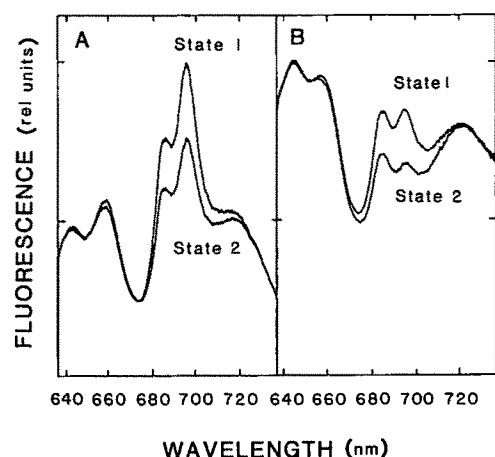 A
State 1
State 2
B
State 1
State 2
FLUORESCENCE (rel units)
640 660 680 700 720
640 660 680 700 720
WAVELENGTH (nm)